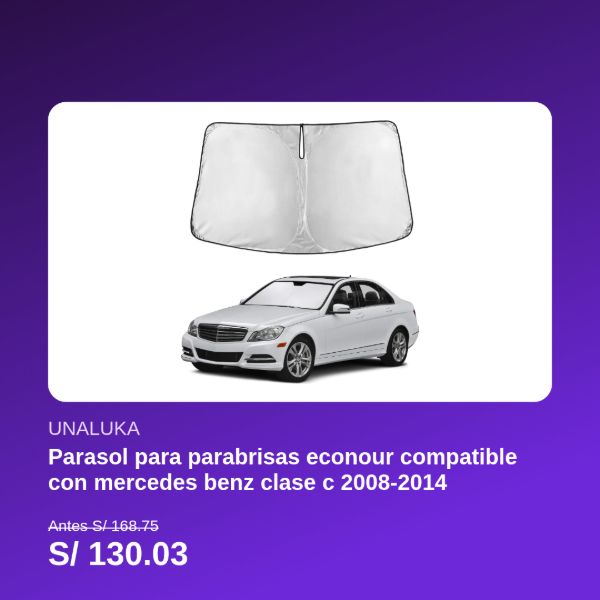 UNALUKA
Parasol para parabrisas econour compatible
con mercedes benz clase c 2008-2014
Antes S/ 168.75
S/ 130.03